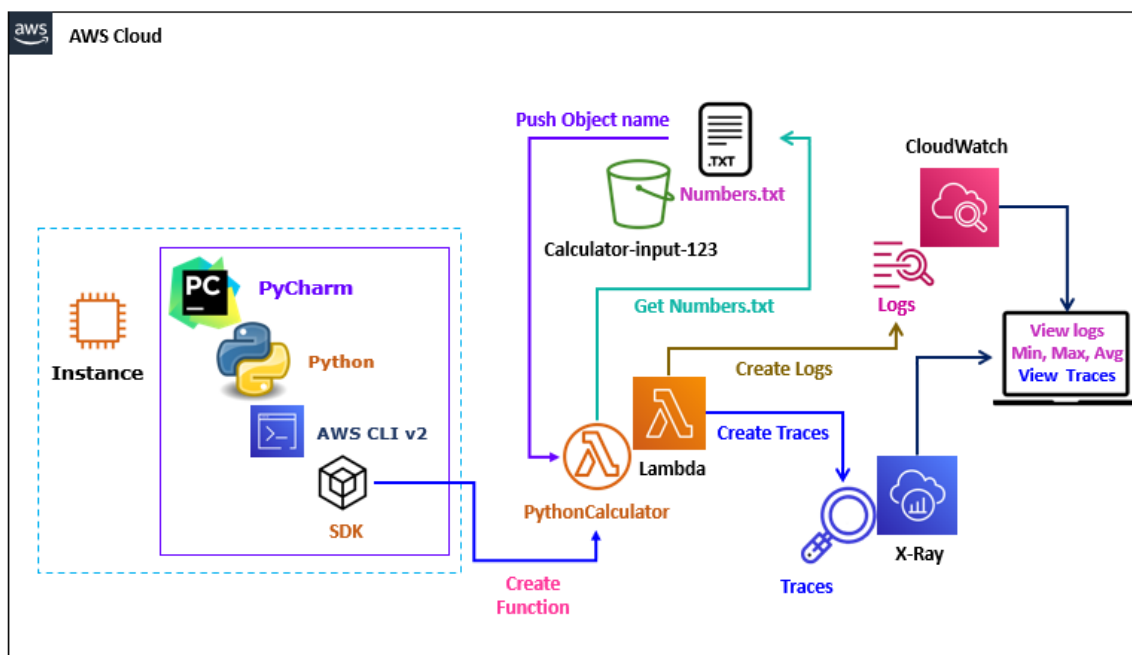 aws
AWS Cloud
Push Object name
.TXT
Numbers.txt
Calculator-input-123
CloudWatch
PC
PyCharm
Python
Instance
AWS CLI v2
SDK
Get Numbers.txt
Logs
Create Logs
View logs
Min, Max, Avg
View Traces
Create Traces
Lambda
PythonCalculator
Create
Function
X-Ray
Traces